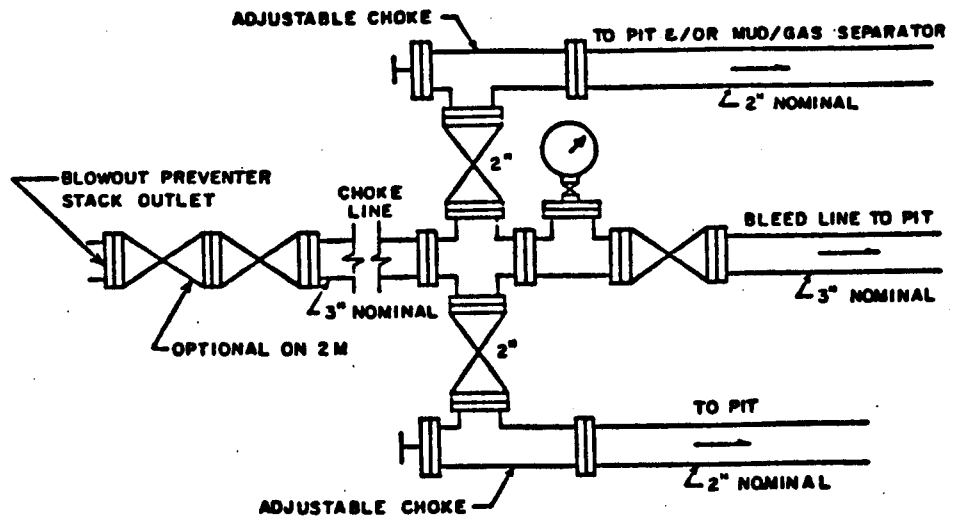 ADJUSTABLE CHOKE
TO PIT &/OR MUD/GAS SEPARATOR
2" NOMINAL
2"
BLOWOUT PREVENTER
STACK OUTLET
CHOKE
LINE
BLEED LINE TO PIT
3" NOMINAL
3" NOMINAL
OPTIONAL ON 2M
2"
TO PIT
2" NOMINAL
ADJUSTABLE CHOKE